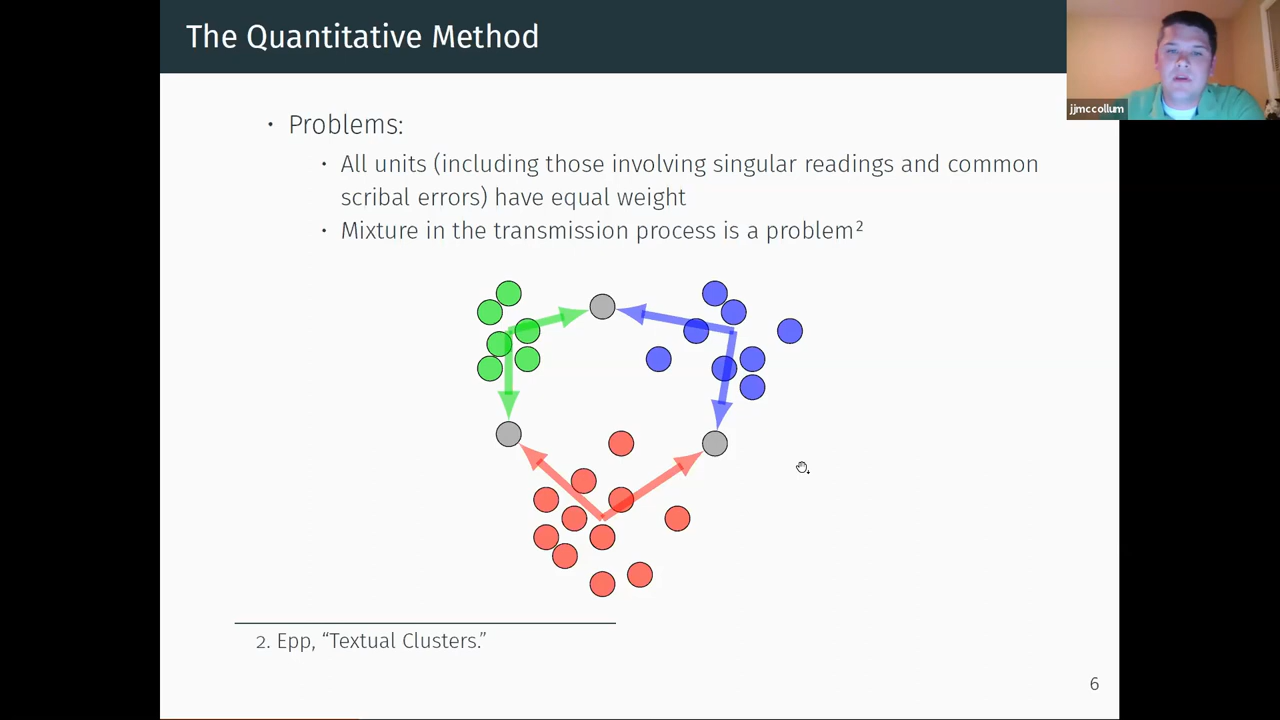 The Quantitative Method
jjmccollum
• Problems:
• All units (including those involving singular readings and common
scribal errors) have equal weight
• Mixture in the transmission process is a problem²
2. Epp, “Textual Clusters.”
6